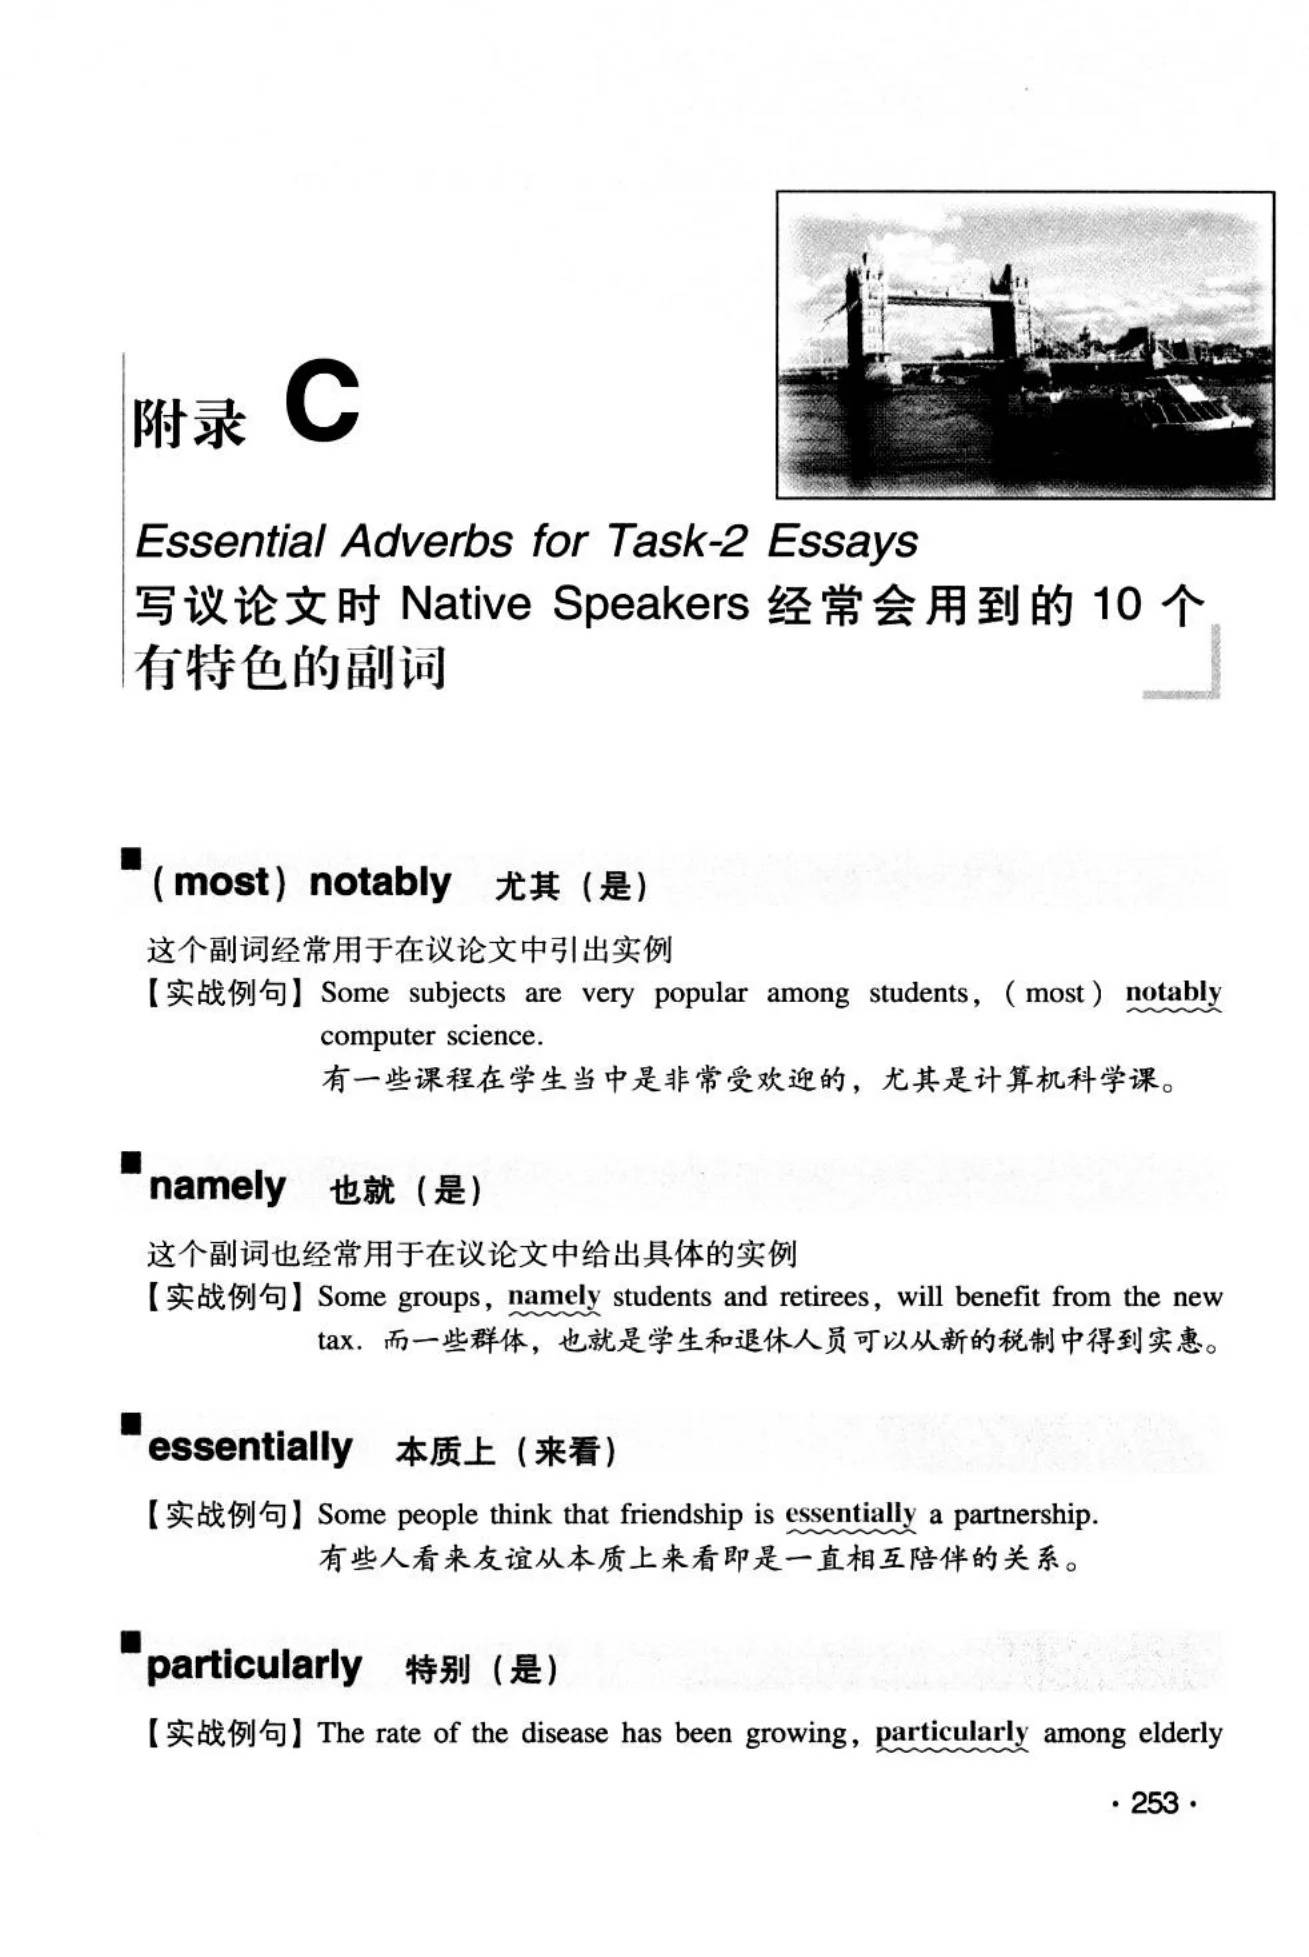 附录 C
Essential Adverbs for Task-2 Essays
写议论文时 Native Speakers 经常会用到的 10 个
有特色的副词
(most) notably 尤其(是)
这个副词经常用于在议论文中引出实例
【实战例句】Some subjects are very popular among students, (most) notably
computer science.
有一些课程在学生当中是非常受欢迎的，尤其是计算机科学课。
namely 也就(是)
这个副词也经常用于在议论文中给出具体的实例
【实战例句】Some groups, namely students and retirees, will benefit from the new
tax. 而一些群体，也就是学生和退休人员可以从新的税制中得到实惠。
essentially 本质上(来看)
【实战例句】Some people think that friendship is essentially a partnership.
有些人看来友谊从本质上来看即是一直相互陪伴的关系。
particularly 特别(是)
【实战例句】The rate of the disease has been growing, particularly among elderly
·253·